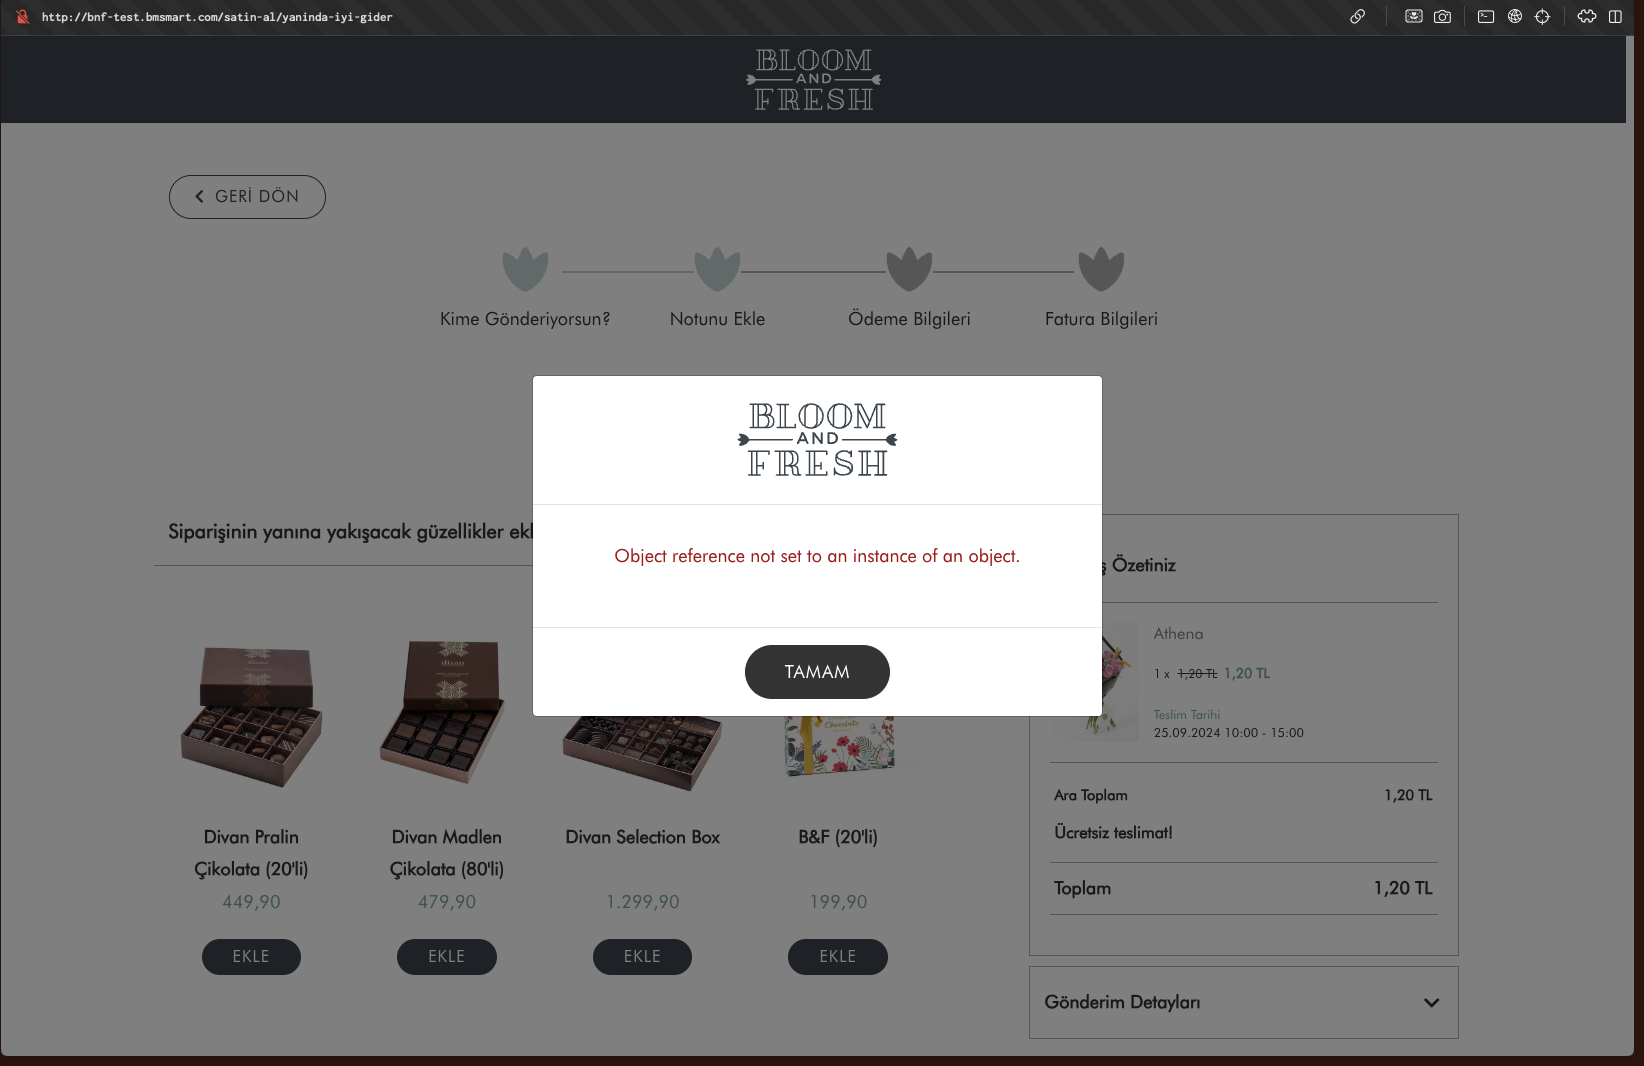 http://bnf-test.bmsmart.com/satin-al/yaninda-iyi-gider
BLOOM
AND
FRESH
GERİ DÖN
Kime Gönderiyorsun?
Notunu Ekle
Ödeme Bilgileri
Fatura Bilgileri
BLOOM
AND
FRESH
Object reference not set to an instance of an object.
TAMAM
Siparişinin yanına yakışacak güzellikler
Divan Pralin
Çikolata (20'li)
449,90
EKLE
Divan Madlen
Çikolata (80'li)
479,90
EKLE
Divan Selection Box
1.299,90
EKLE
Chocolate
B&F (20'li)
199,90
EKLE
Özetiniz
Athena
1 x 1,20 TL 1,20 TL
Teslim Tarihi
25.09.2024 10:00 - 15:00
Ara Toplam 1,20 TL
Ücretsiz teslimat!
Toplam 1,20 TL
Gönderim Detayları